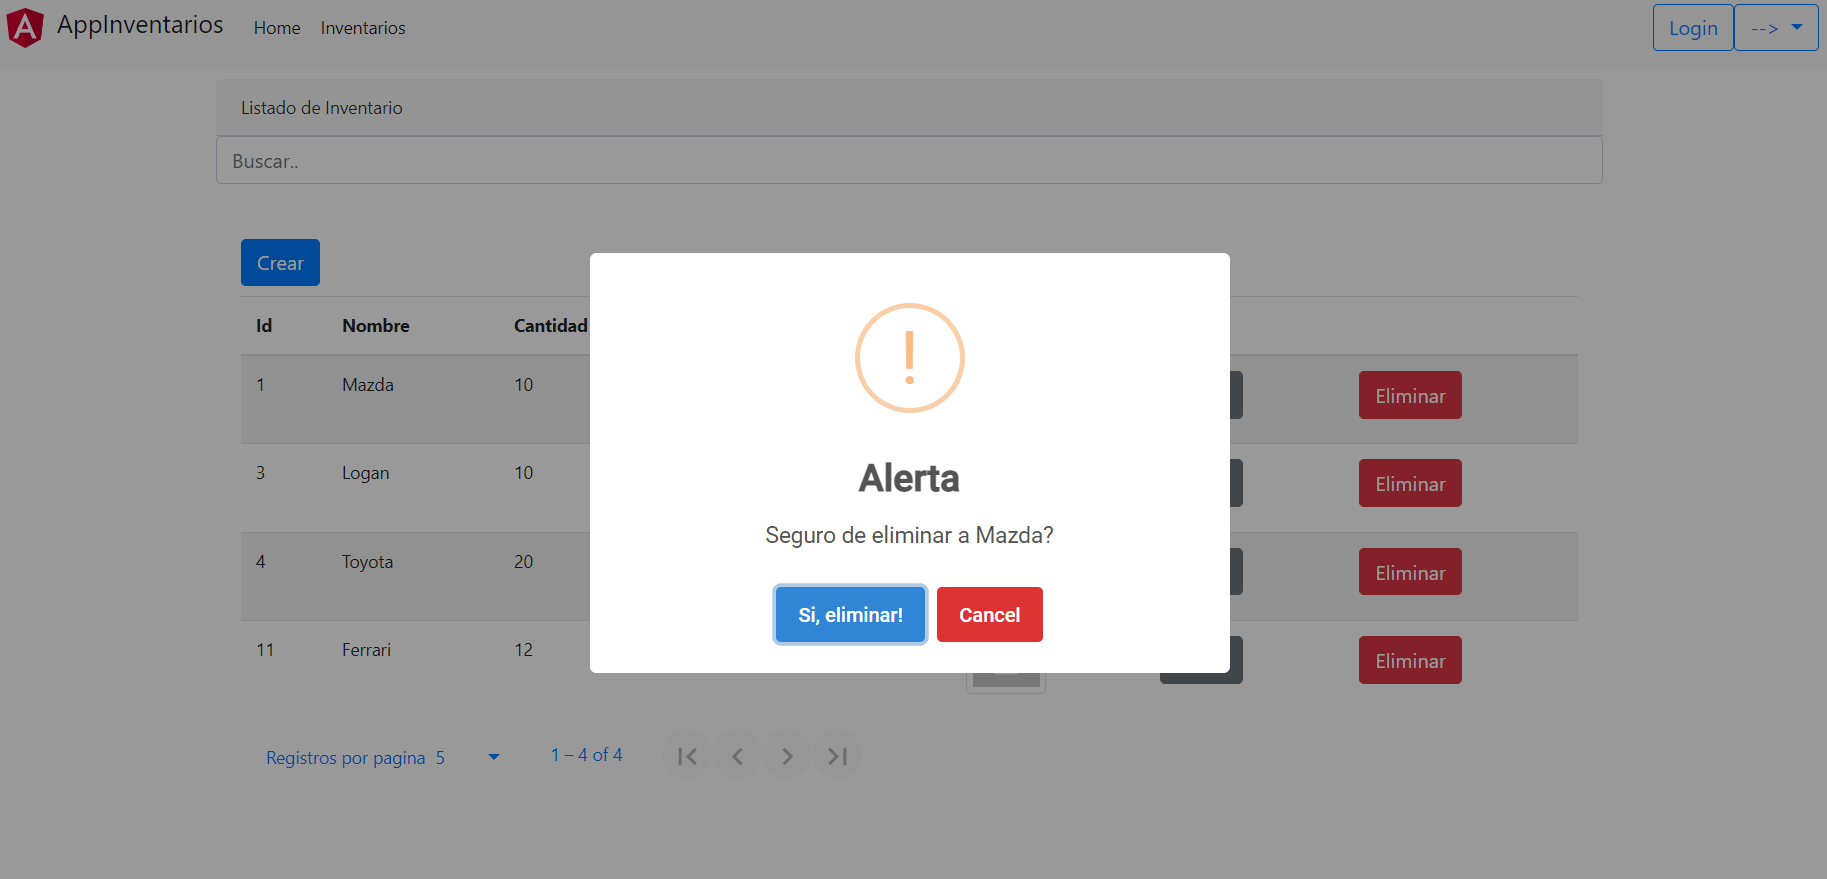 AppInventarios Home Inventarios Login -->
Listado de Inventario
Buscar..
Crear
Id Nombre Cantidad
1 Mazda 10 Eliminar
3 Logan 10 Eliminar
4 Toyota 20 Eliminar
11 Ferrari 12 Eliminar
!
Alerta
Seguro de eliminar a Mazda?
Si, eliminar! Cancel
Registros por pagina 5 1 – 4 of 4